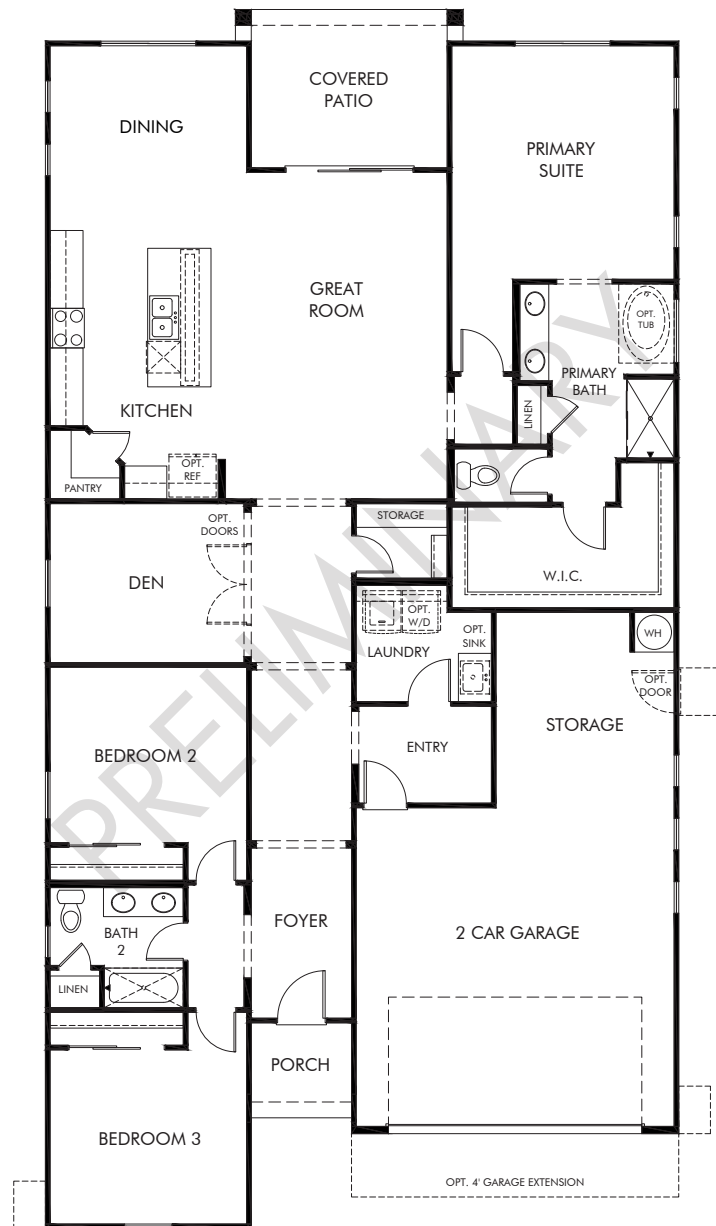 COVERED
PATIO
DINING
PRIMARY
SUITE
GREAT
ROOM
OPT.
TUB
PRIMARY
BATH
KITCHEN
LINEN
PANTRY
OPT.
REF
OPT.
DOORS
STORAGE
DEN
W.I.C.
OPT.
W/D
LAUNDRY
OPT.
SINK
WH
OPT.
DOOR
STORAGE
ENTRY
BEDROOM 2
PRELIMINARY
FOYER
2 CAR GARAGE
BATH
2
LINEN
PORCH
BEDROOM 3
OPT. 4' GARAGE EXTENSION